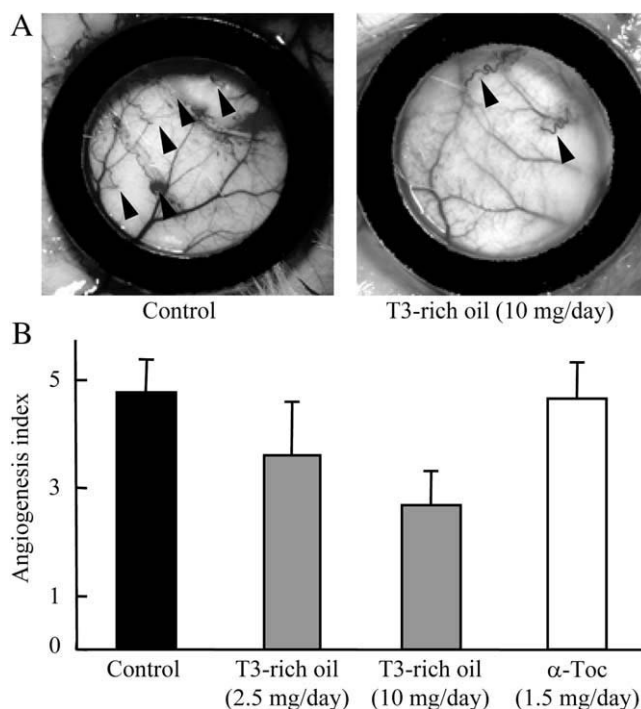 A
Control
T3-rich oil (10 mg/day)
B
Angiogenesis index
5
3
1
0
Control
T3-rich oil
(2.5 mg/day)
T3-rich oil
(10 mg/day)
α-Toc
(1.5 mg/day)